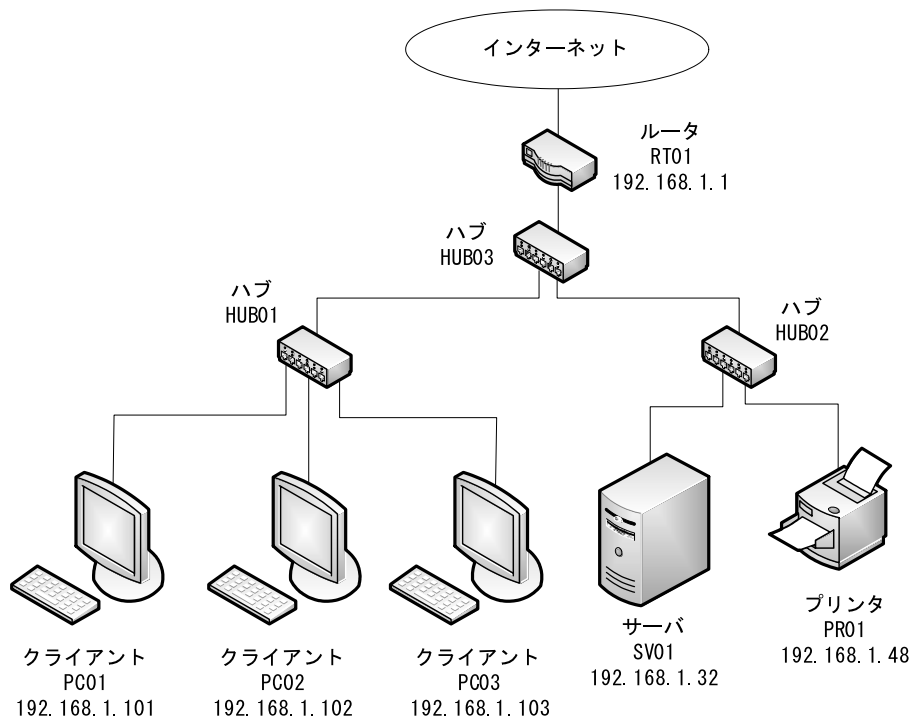 インターネット
ルータ
RT01
192.168.1.1
ハブ
HUB03
ハブ
HUB01
ハブ
HUB02
クライアント
PC01
192.168.1.101
クライアント
PC02
192.168.1.102
クライアント
PC03
192.168.1.103
サーバ
SV01
192.168.1.32
プリンタ
PR01
192.168.1.48